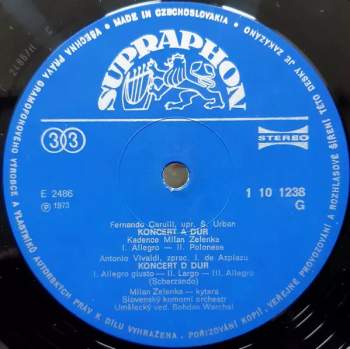 VŠECHNA PRÁVA GRAMOFONOVÉHO VÝROBCE A VLASTNÍKŮ AUTORSKÝCH PRÁV K DÍLU VYHRAŽENA. POŘIZOVÁNÍ KOPIÍ, VEŘEJNÉ PROVOZOVÁNÍ A ROZHLASOVÉ ŠÍŘENÍ TÉTO DESKY JE ZAKÁZÁNO
• MADE IN CZECHOSLOVAKIA •
SUPRAPHON
33
STEREO
E 2486
℗ 1973
1 10 1238
G
Fernando Carulli, upr. S. Urban
KONCERT A DUR
Kadence Milan Zelenka
I. Allegro — II. Polonese
Antonio Vivaldi, zprac. I. de Azpiazu
KONCERT D DUR
I. Allegro giusto — II. Largo — III. Allegro
(Scherzando)
Milan Zelenka — kytara
Slovenský komorní orchestr
Umělecký ved. Bohdan Warchal